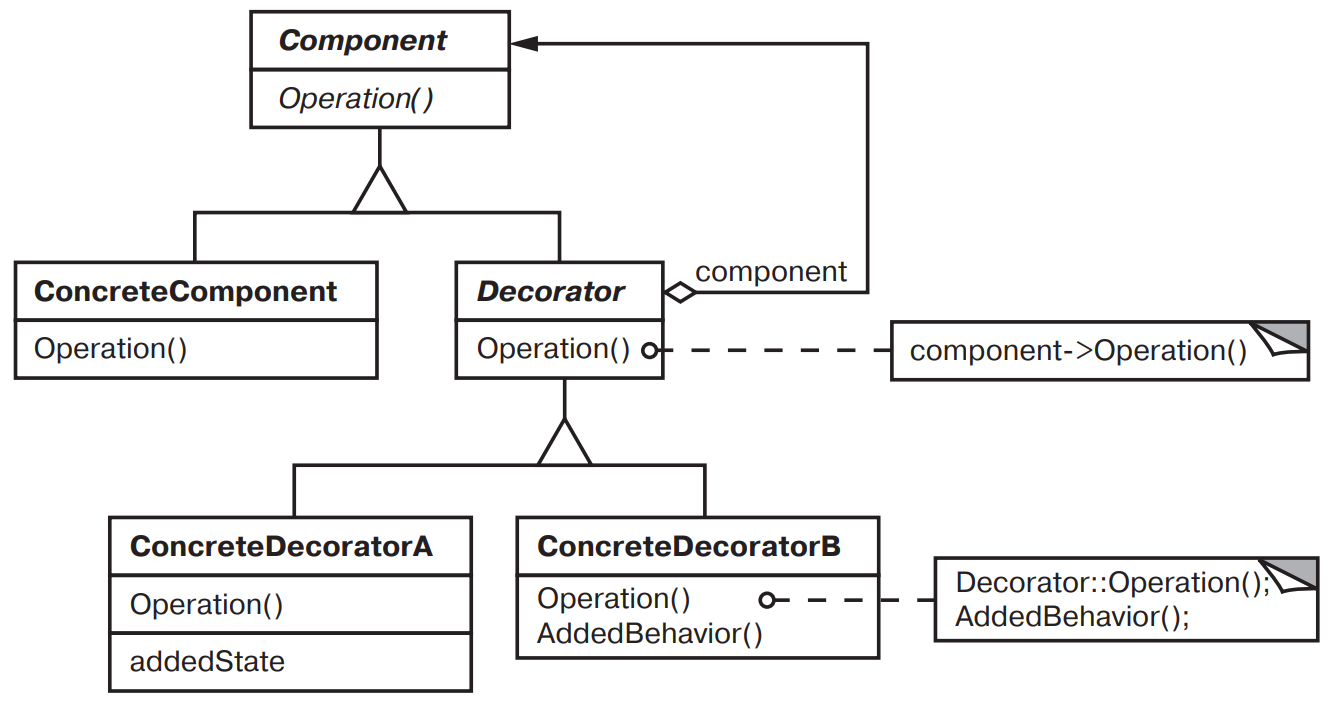 Component
Operation()
component
ConcreteComponent
Operation()
Decorator
Operation()
component->Operation()
ConcreteDecoratorA
Operation()
addedState
ConcreteDecoratorB
Operation()
AddedBehavior()
Decorator::Operation();
AddedBehavior();